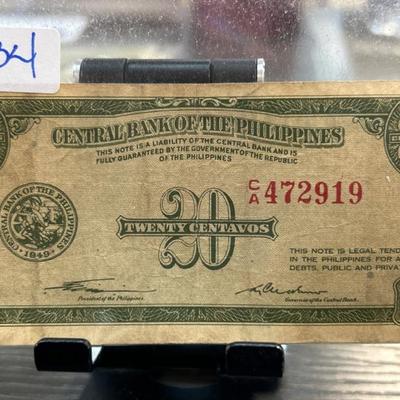 34
CENTRAL BANK OF THE PHILIPPINES
THIS NOTE IS A LIABILITY OF THE CENTRAL BANK AND IS
FULLY GUARANTEED BY THE GOVERNMENT OF THE REPUBLIC
OF THE PHILIPPINES
C/A 472919
CENTRAL BANK OF THE PHILIPPINES
1949
20
TWENTY CENTAVOS
THIS NOTE IS LEGAL TENDE
IN THE PHILIPPINES FOR A
DEBTS, PUBLIC AND PRIVAT
President of the Philippines
Governor of the Central Bank